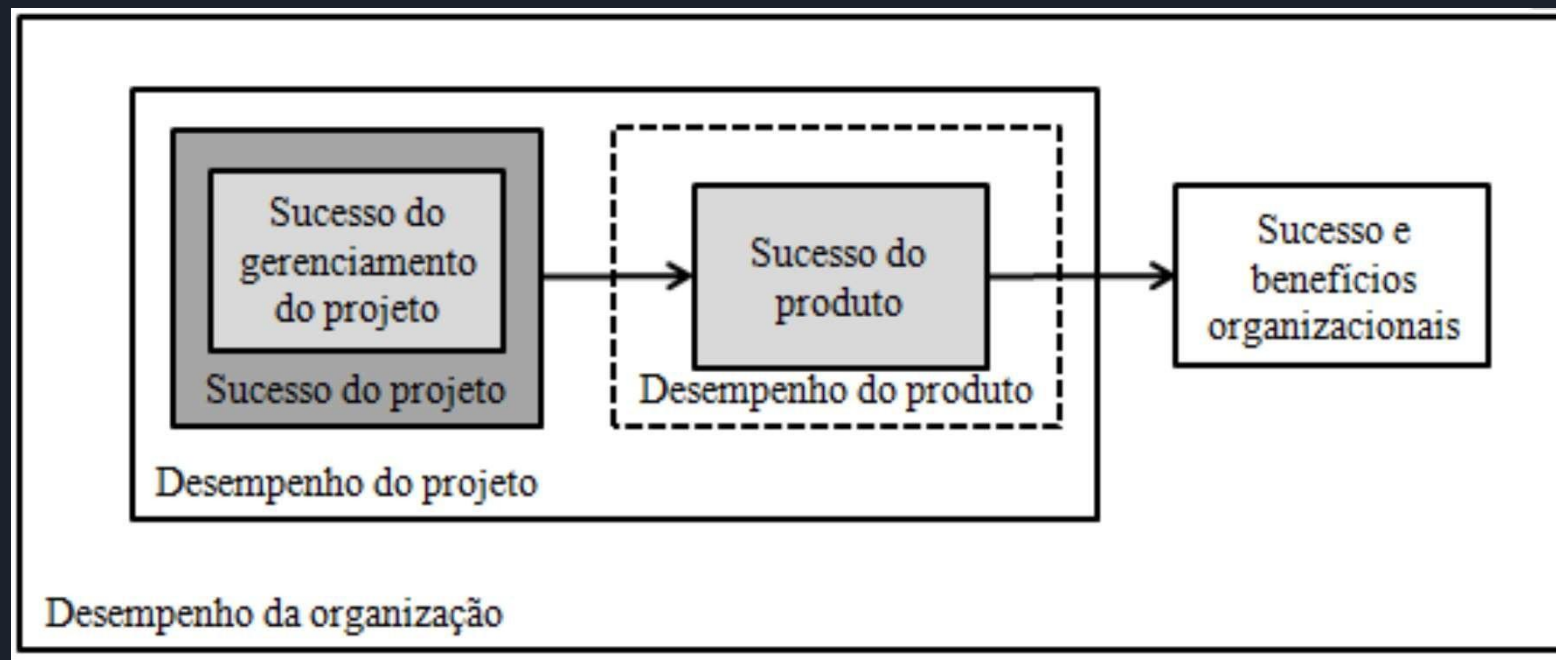 Sucesso do
gerenciamento
do projeto
Sucesso do projeto
Sucesso do
produto
Desempenho do produto
Sucesso e
benefícios
organizacionais
Desempenho do projeto
Desempenho da organização